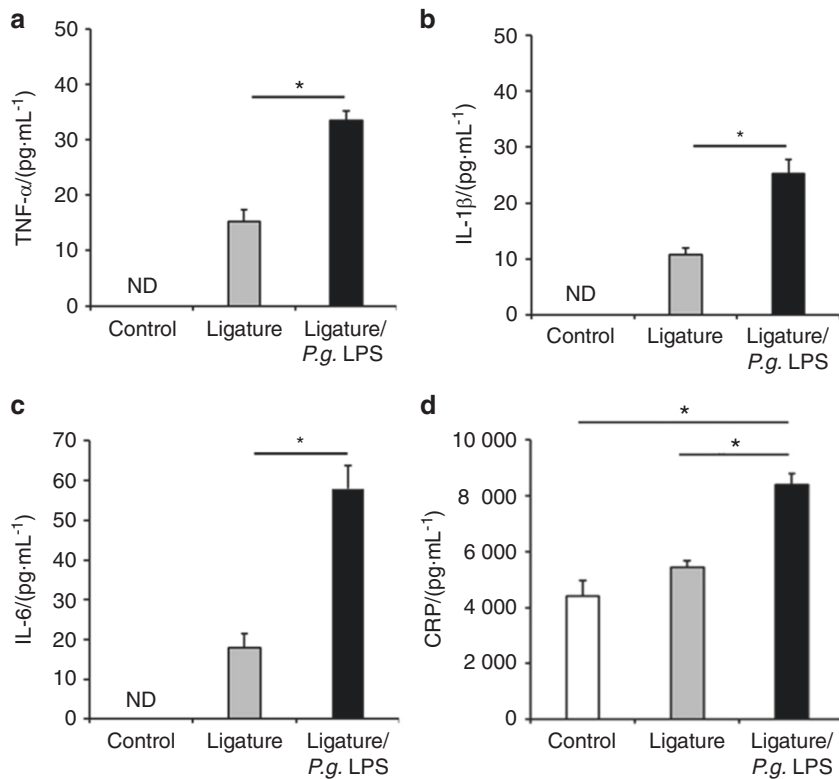 a
TNF-α/(pg·mL⁻¹)
50
40
30
20
10
0
*
ND
Control
Ligature
Ligature/
P.g. LPS
b
IL-1β/(pg·mL⁻¹)
50
40
30
20
10
0
*
ND
Control
Ligature
Ligature/
P.g. LPS
c
IL-6/(pg·mL⁻¹)
70
60
50
40
30
20
10
0
*
ND
Control
Ligature
Ligature/
P.g. LPS
d
CRP/(pg·mL⁻¹)
10 000
8 000
6 000
4 000
2 000
0
*
*
Control
Ligature
Ligature/
P.g. LPS